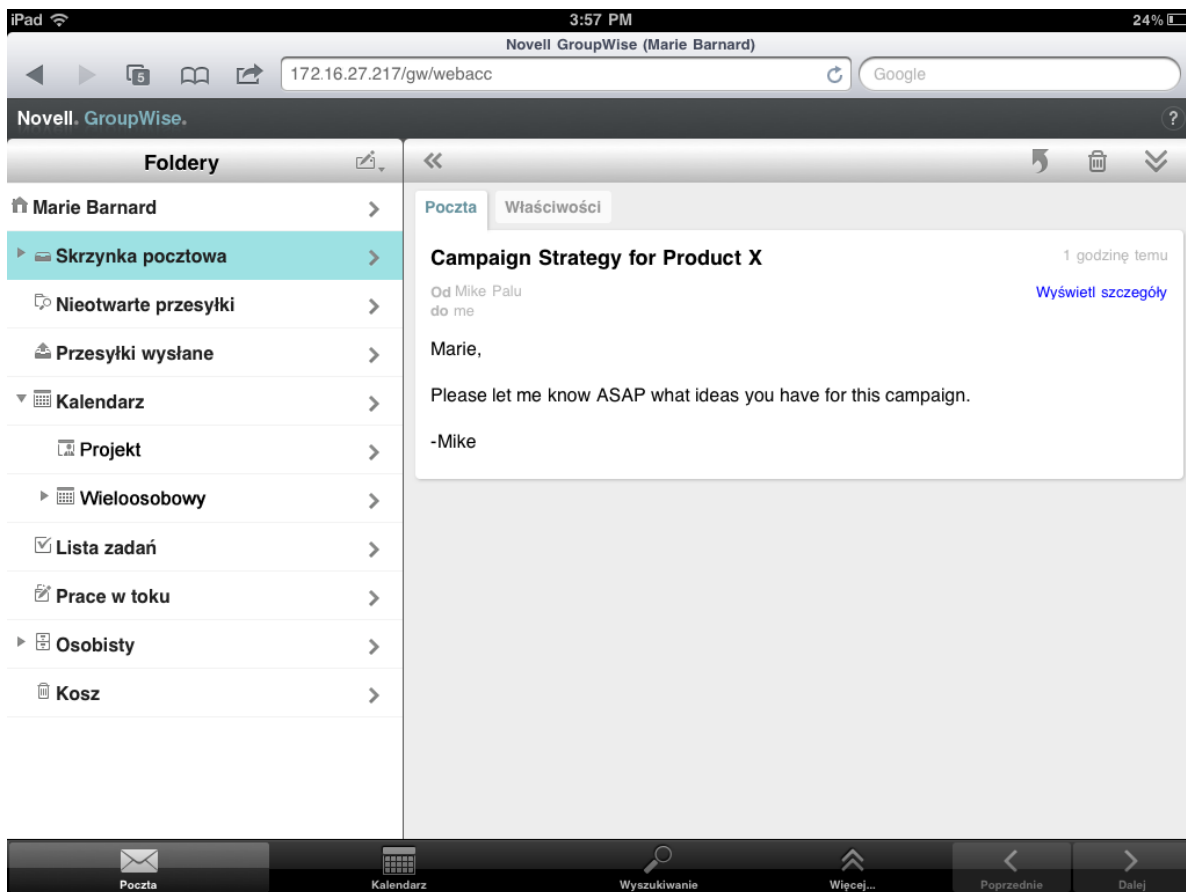 iPad 3:57 PM 24%
Novell GroupWise (Marie Barnard)
5 172.16.27.217/gw/webacc Google
Novell. GroupWise. ?
Foldery
Marie Barnard
Skrzynka pocztowa
Nieotwarte przesyłki
Przesyłki wysłane
Kalendarz
Projekt
Wieloosobowy
Lista zadań
Prace w toku
Osobisty
Kosz
Poczta Właściwości
Campaign Strategy for Product X 1 godzinę temu
Od Mike Palu Wyświetl szczegóły
do me
Marie,
Please let me know ASAP what ideas you have for this campaign.
-Mike
Poczta Kalendarz Wyszukiwanie Więcej... Poprzednie Dalej